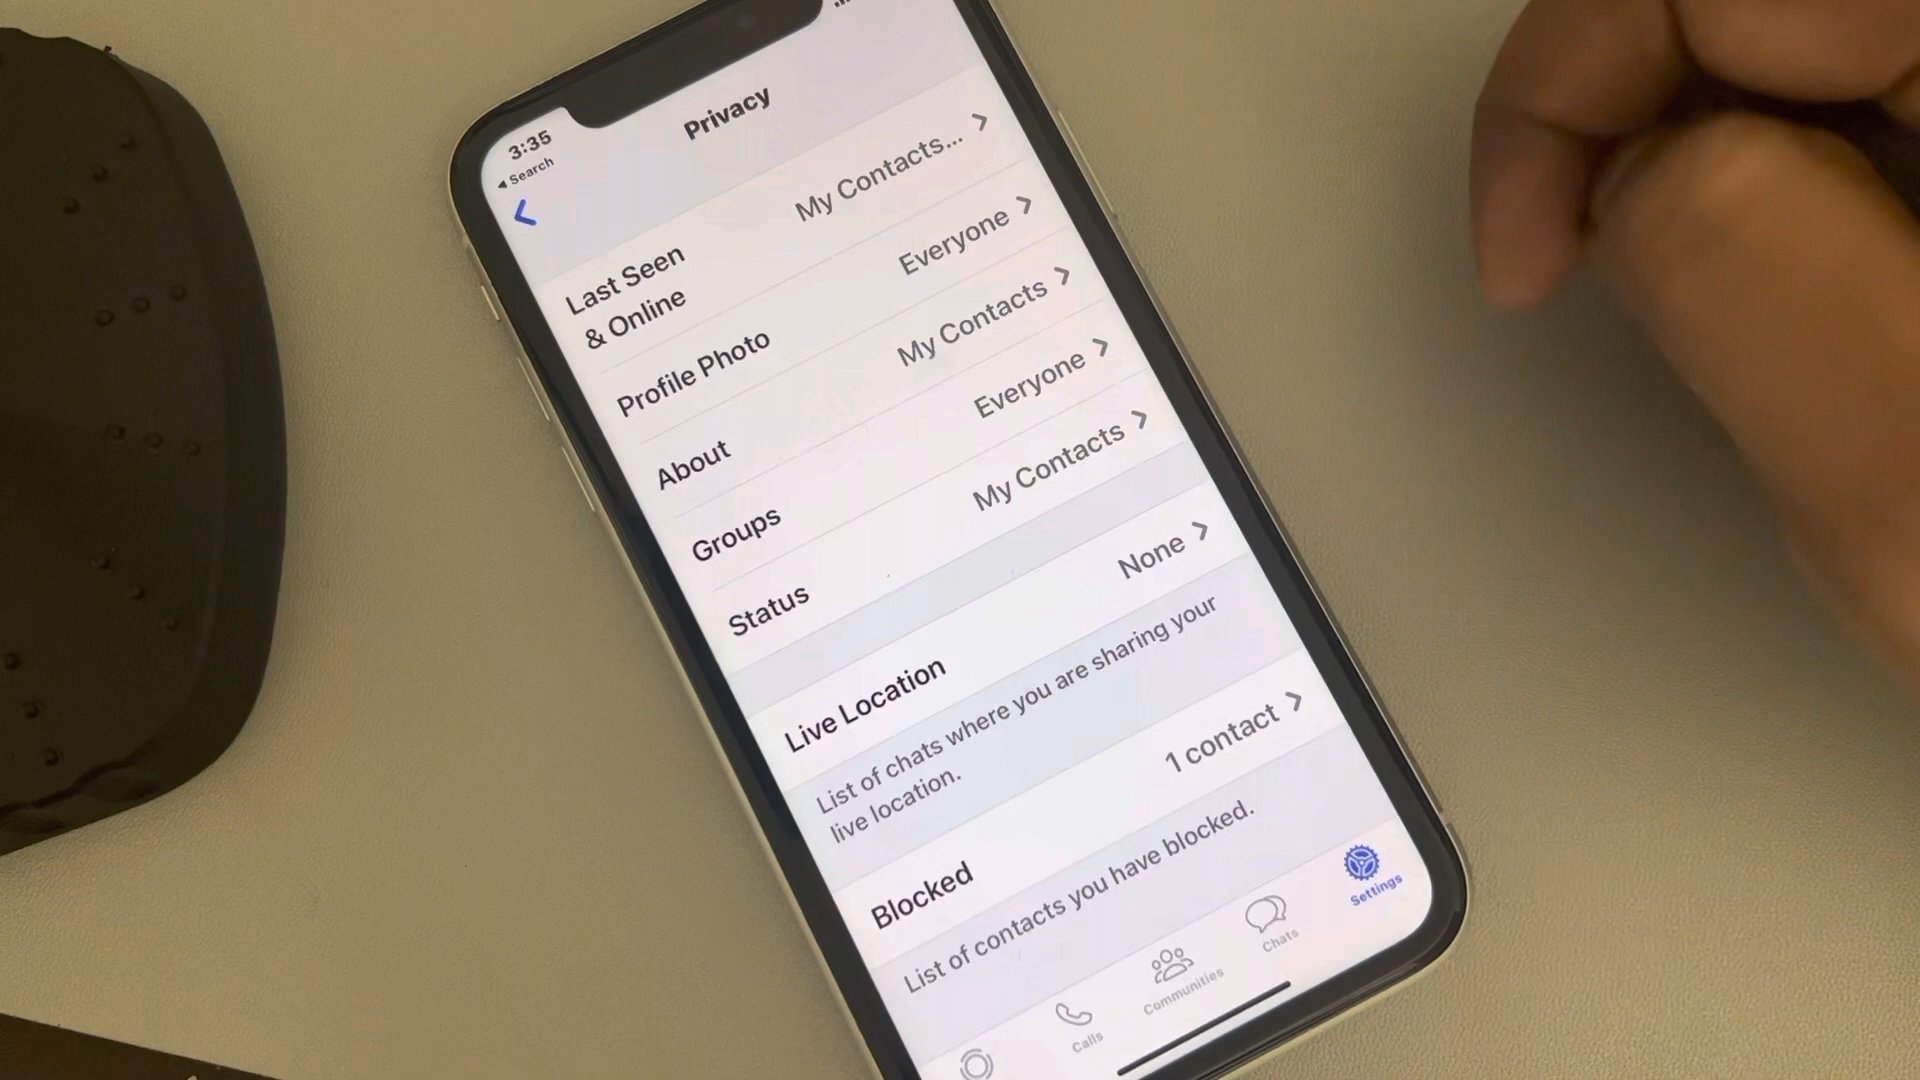 3:35
Search
Privacy
Last Seen
& Online
My Contacts...
Profile Photo
Everyone
About
My Contacts
Groups
Everyone
Status
My Contacts
Live Location
None
List of chats where you are sharing your
live location.
Blocked
1 contact
List of contacts you have blocked.
Calls
Communities
Chats
Settings